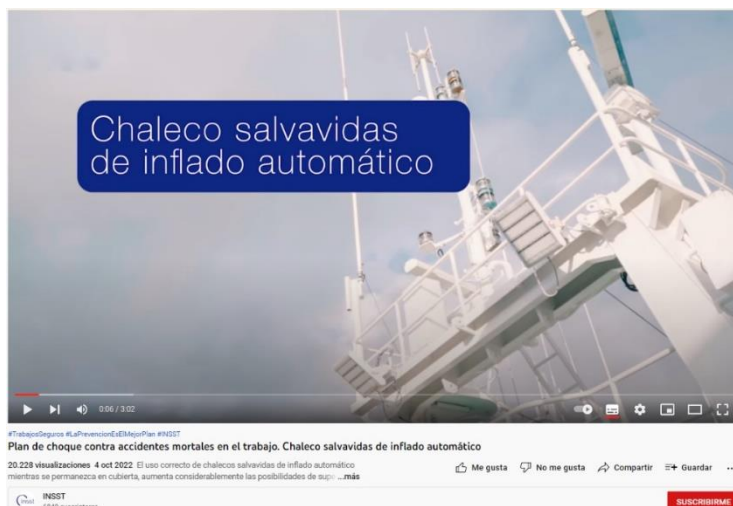 Chaleco salvavidas
de inflado automático
0:06 / 3:02
#TrabajosSeguros #LaPrevencionEsElMejorPlan #INSST
Plan de choque contra accidentes mortales en el trabajo. Chaleco salvavidas de inflado automático
20.228 visualizaciones 4 oct 2022 El uso correcto de chalecos salvavidas de inflado automático
mientras se permanezca en cubierta, aumenta considerablemente las posibilidades de supe ...más
Me gusta No me gusta Compartir Guardar ...
insst INSST
SUSCRIBIRME